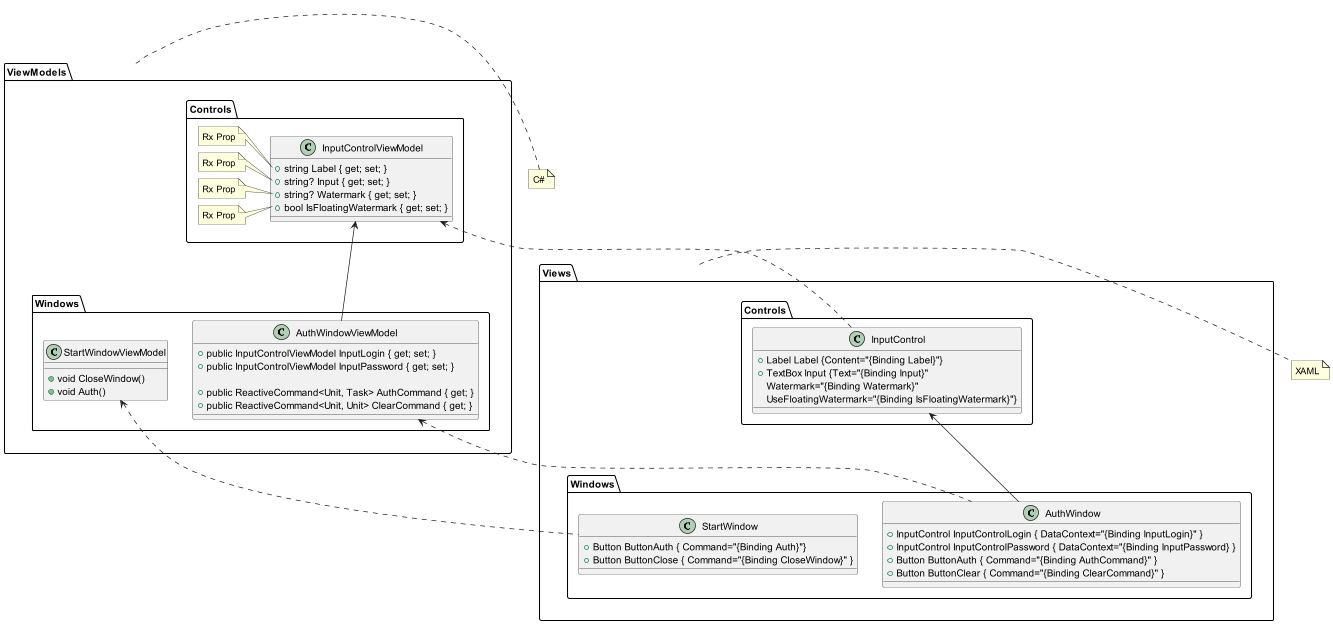 ViewModels
Controls
Rx Prop
Rx Prop
Rx Prop
Rx Prop
C InputControlViewModel
string Label { get; set; }
string? Input { get; set; }
string? Watermark { get; set; }
bool IsFloatingWatermark { get; set; }
C#
Windows
C StartWindowViewModel
void CloseWindow()
void Auth()
C AuthWindowViewModel
public InputControlViewModel InputLogin { get; set; }
public InputControlViewModel InputPassword { get; set; }
public ReactiveCommand<Unit, Task> AuthCommand { get; }
public ReactiveCommand<Unit, Unit> ClearCommand { get; }
Views
Controls
C InputControl
Label Label {Content="{Binding Label}"}
TextBox Input {Text="{Binding Input}"
Watermark="{Binding Watermark}"
UseFloatingWatermark="{Binding IsFloatingWatermark}"}
XAML
Windows
C StartWindow
Button ButtonAuth { Command="{Binding Auth}"}
Button ButtonClose { Command="{Binding CloseWindow}" }
C AuthWindow
InputControl InputControlLogin { DataContext="{Binding InputLogin}" }
InputControl InputControlPassword { DataContext="{Binding InputPassword} }
Button ButtonAuth { Command="{Binding AuthCommand}" }
Button ButtonClear { Command="{Binding ClearCommand}" }